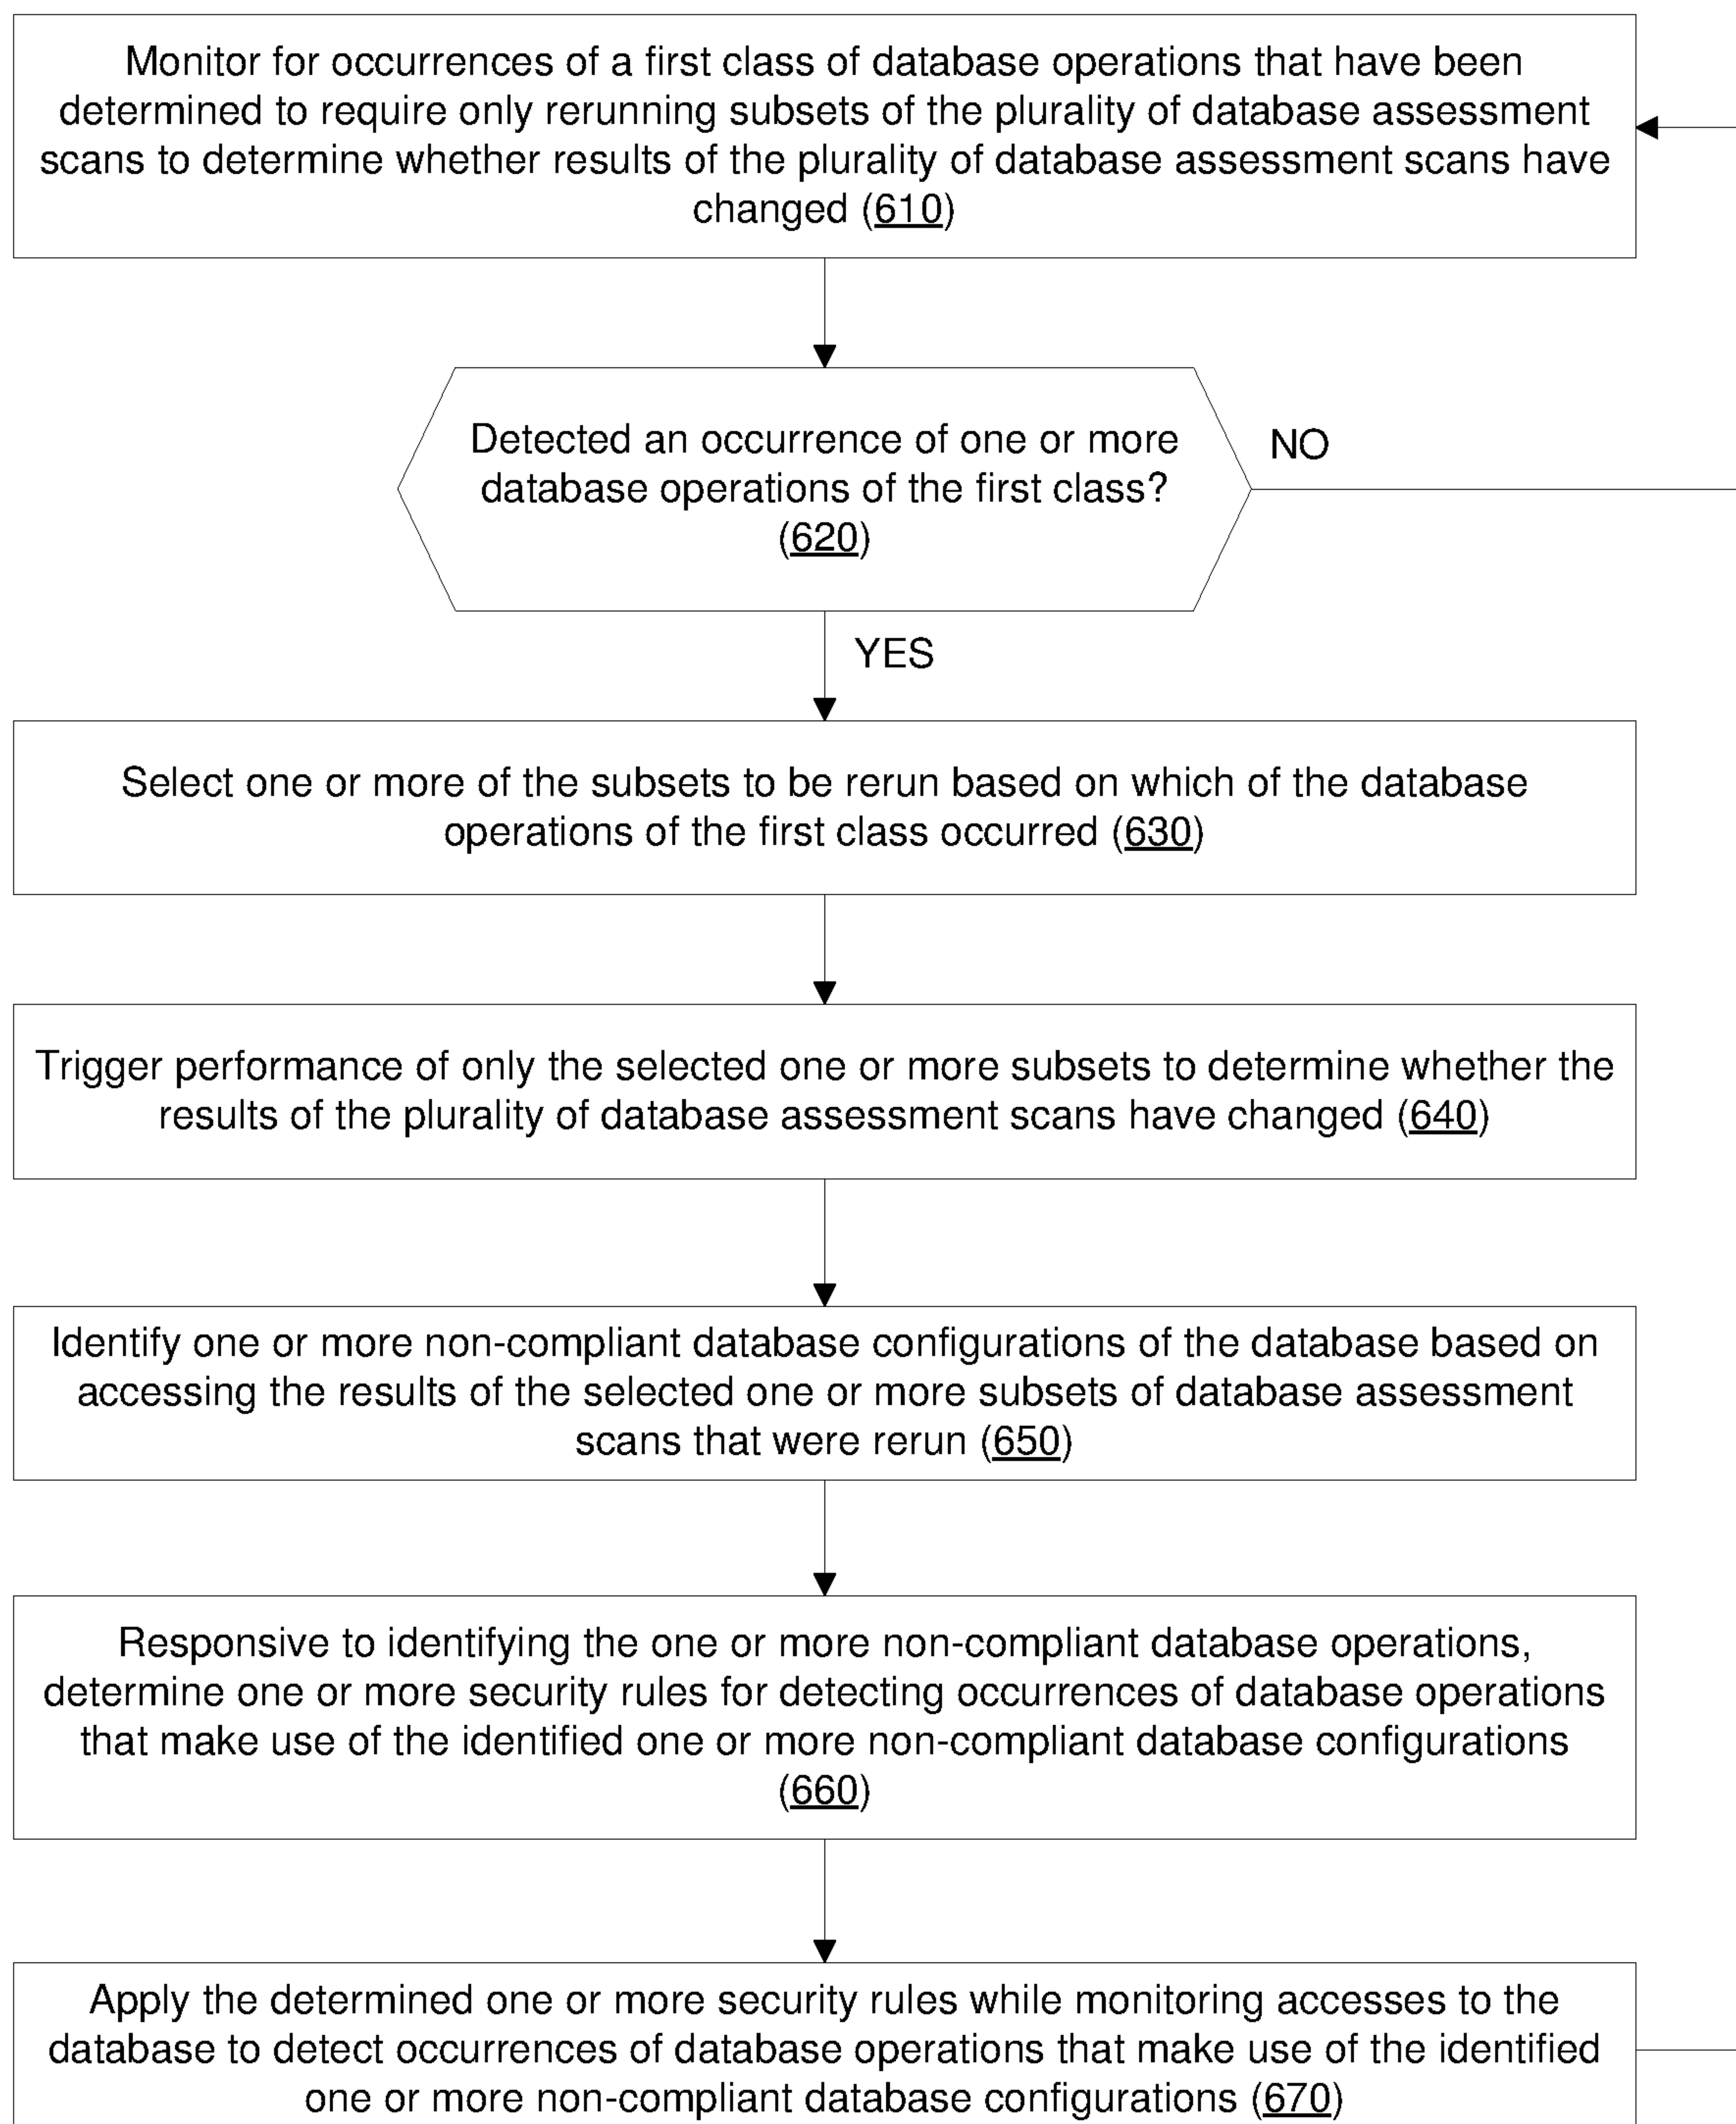 Monitor for occurrences of a first class of database operations that have been
determined to require only rerunning subsets of the plurality of database assessment
scans to determine whether results of the plurality of database assessment scans have
changed (610)
Detected an occurrence of one or more
database operations of the first class?
(620)
NO
YES
Select one or more of the subsets to be rerun based on which of the database
operations of the first class occurred (630)
Trigger performance of only the selected one or more subsets to determine whether the
results of the plurality of database assessment scans have changed (640)
Identify one or more non-compliant database configurations of the database based on
accessing the results of the selected one or more subsets of database assessment
scans that were rerun (650)
Responsive to identifying the one or more non-compliant database operations,
determine one or more security rules for detecting occurrences of database operations
that make use of the identified one or more non-compliant database configurations
(660)
Apply the determined one or more security rules while monitoring accesses to the
database to detect occurrences of database operations that make use of the identified
one or more non-compliant database configurations (670)